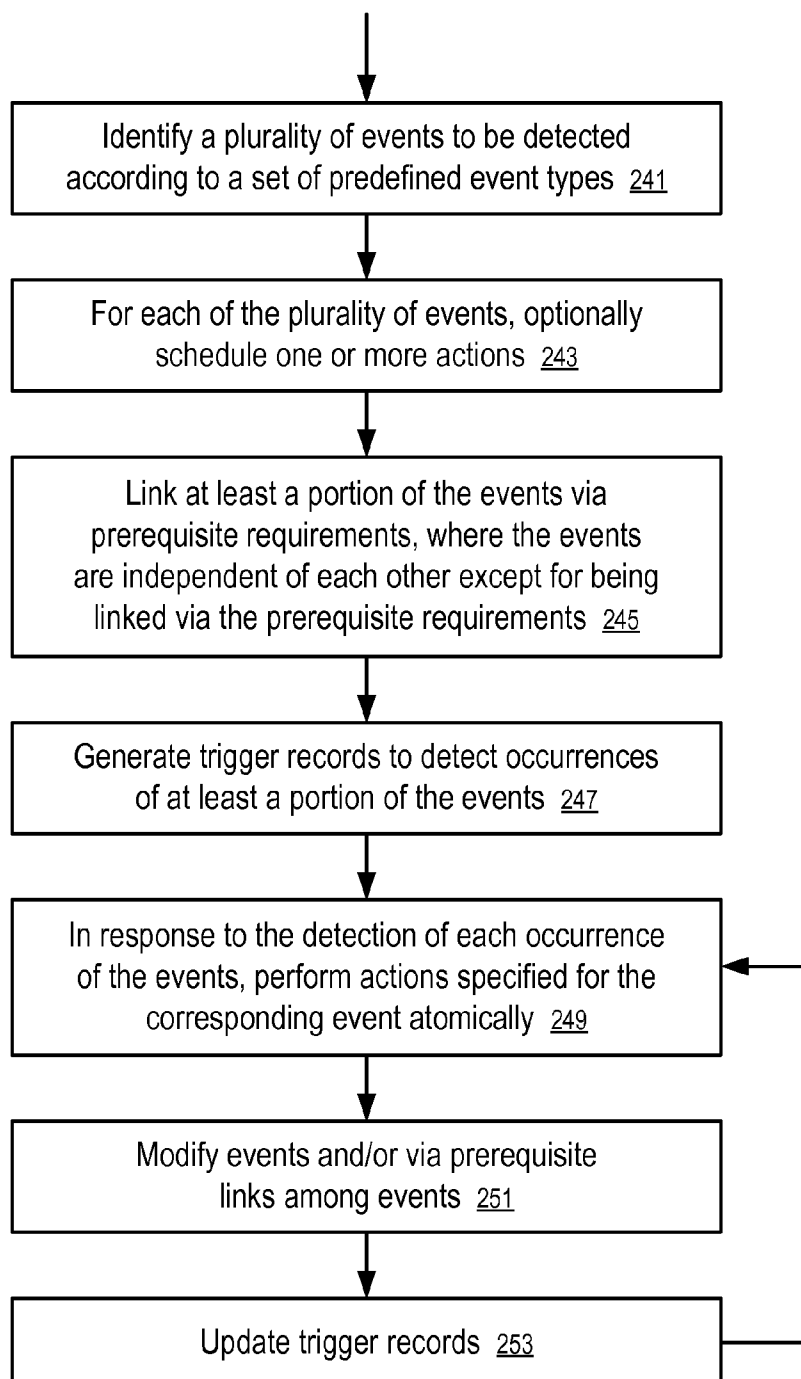 Identify a plurality of events to be detected
according to a set of predefined event types 241
For each of the plurality of events, optionally
schedule one or more actions 243
Link at least a portion of the events via
prerequisite requirements, where the events
are independent of each other except for being
linked via the prerequisite requirements 245
Generate trigger records to detect occurrences
of at least a portion of the events 247
In response to the detection of each occurrence
of the events, perform actions specified for the
corresponding event atomically 249
Modify events and/or via prerequisite
links among events 251
Update trigger records 253